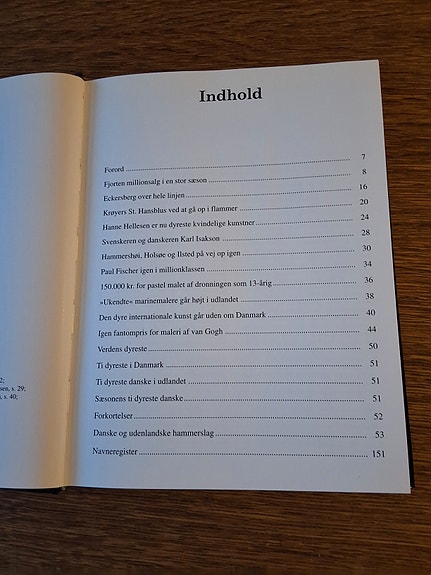 Indhold
Forord 7
Fjorten millionsalg i en stor sæson 8
Eckersberg over hele linjen 16
Krøyers St. Hansblus ved at gå op i flammer 20
Hanne Hellesen er nu dyreste kvindelige kunstner 24
Svenskeren og danskeren Karl Isakson 28
Hammershøi, Holsøe og Ilsted på vej op igen 30
Paul Fischer igen i millionklassen 34
150.000 kr. for pastel malet af dronningen som 13-årig 36
»Ukendte« marinemalere går højt i udlandet 38
Den dyre internationale kunst går uden om Danmark 40
Igen fantompris for maleri af van Gogh 44
Verdens dyreste 50
Ti dyreste i Danmark 51
Ti dyreste danske i udlandet 51
Sæsonens ti dyreste danske 51
Forkortelser 52
Danske og udenlandske hammerslag 53
Navneregister 151
2;
sen, s. 29;
, s. 40;